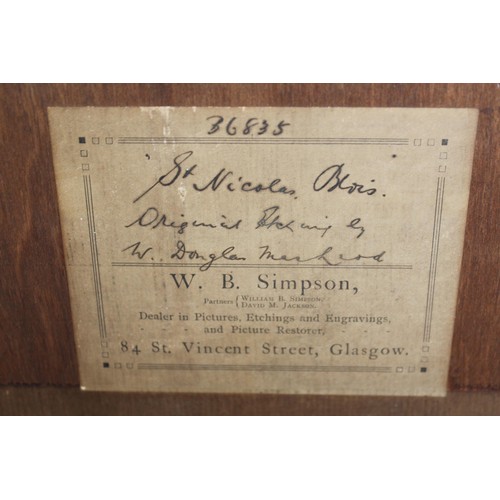 36835
"St Nicolas. Blois.
Original Etching by
W. Douglas Macleod
W. B. Simpson,
Partners { WILLIAM B. SIMPSON,
DAVID M. JACKSON.
Dealer in Pictures, Etchings and Engravings,
and Picture Restorer,
84 St. Vincent Street, Glasgow.